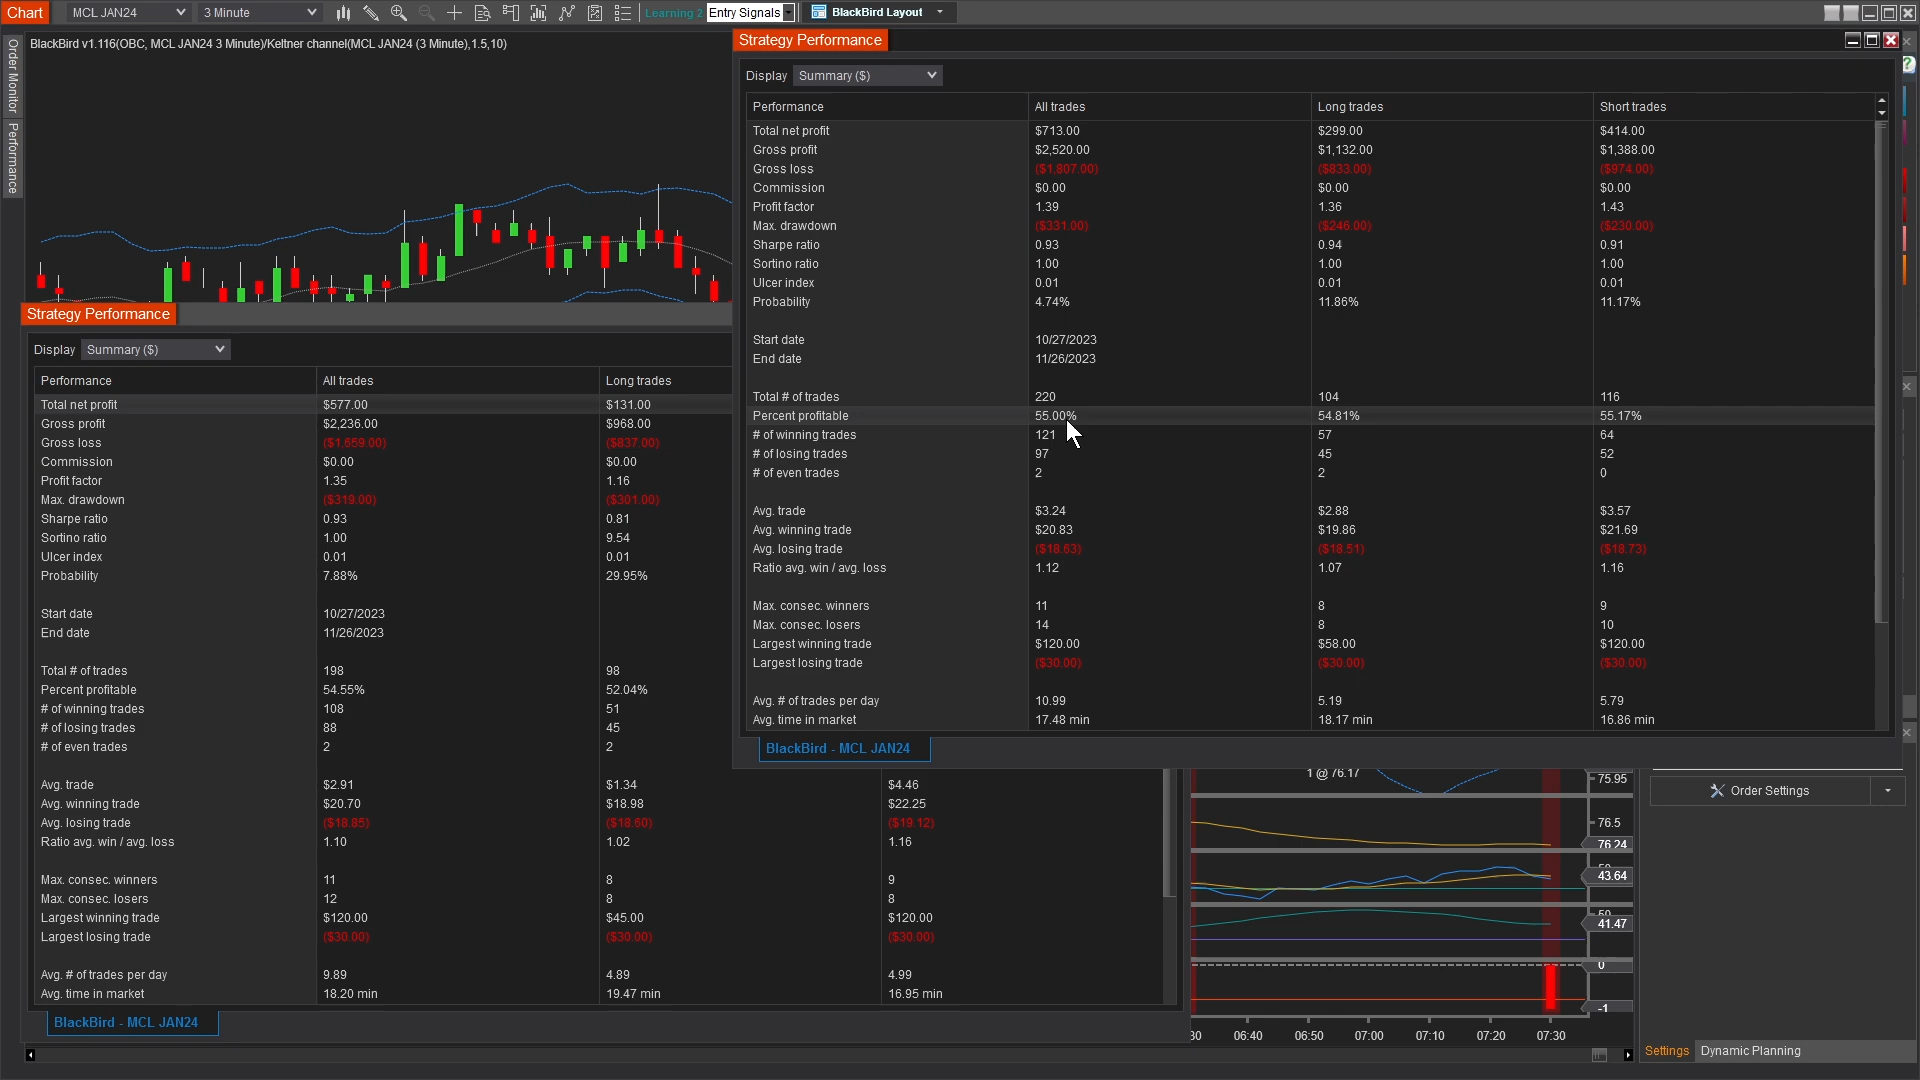 Chart MCL JAN24 3 Minute Learning 2 Entry Signals BlackBird Layout
Order Monitor
Performance
BlackBird v1.116(OBC, MCL JAN24 3 Minute)/Keltner channel(MCL JAN24 (3 Minute),1.5,10)
Strategy Performance
Display Summary ($)
Performance All trades Long trades Short trades
Total net profit $713.00 $299.00 $414.00
Gross profit $2,520.00 $1,132.00 $1,388.00
Gross loss ($1,807.00) ($833.00) ($974.00)
Commission $0.00 $0.00 $0.00
Profit factor 1.39 1.36 1.43
Max. drawdown ($331.00) ($246.00) ($230.00)
Sharpe ratio 0.93 0.94 0.91
Sortino ratio 1.00 1.00 1.00
Ulcer index 0.01 0.01 0.01
Probability 4.74% 11.86% 11.17%
Start date 10/27/2023
End date 11/26/2023
Total # of trades 220 104 116
Percent profitable 55.00% 54.81% 55.17%
# of winning trades 121 57 64
# of losing trades 97 45 52
# of even trades 2 2 0
Avg. trade $3.24 $2.88 $3.57
Avg. winning trade $20.83 $19.86 $21.69
Avg. losing trade ($18.63) ($18.51) ($18.73)
Ratio avg. win / avg. loss 1.12 1.07 1.16
Max. consec. winners 11 8 9
Max. consec. losers 14 8 10
Largest winning trade $120.00 $58.00 $120.00
Largest losing trade ($30.00) ($30.00) ($30.00)
Avg. # of trades per day 10.99 5.19 5.79
Avg. time in market 17.48 min 18.17 min 16.86 min
BlackBird - MCL JAN24
Strategy Performance
Display Summary ($)
Performance All trades Long trades
Total net profit $577.00 $131.00
Gross profit $2,236.00 $968.00
Gross loss ($1,659.00) ($837.00)
Commission $0.00 $0.00
Profit factor 1.35 1.16
Max. drawdown ($319.00) ($301.00)
Sharpe ratio 0.93 0.81
Sortino ratio 1.00 9.54
Ulcer index 0.01 0.01
Probability 7.88% 29.95%
Start date 10/27/2023
End date 11/26/2023
Total # of trades 198 98
Percent profitable 54.55% 52.04%
# of winning trades 108 51
# of losing trades 88 45
# of even trades 2 2
Avg. trade $2.91 $1.34 $4.46
Avg. winning trade $20.70 $18.98 $22.25
Avg. losing trade ($18.85) ($18.60) ($19.12)
Ratio avg. win / avg. loss 1.10 1.02 1.16
Max. consec. winners 11 8 9
Max. consec. losers 12 8 8
Largest winning trade $120.00 $45.00 $120.00
Largest losing trade ($30.00) ($30.00) ($30.00)
Avg. # of trades per day 9.89 4.89 4.99
Avg. time in market 18.20 min 19.47 min 16.95 min
BlackBird - MCL JAN24
1 @ 76.17
75.95
76.5
76.24
43.64
41.47
0
-1
06:40 06:50 07:00 07:10 07:20 07:30
Order Settings
Settings Dynamic Planning